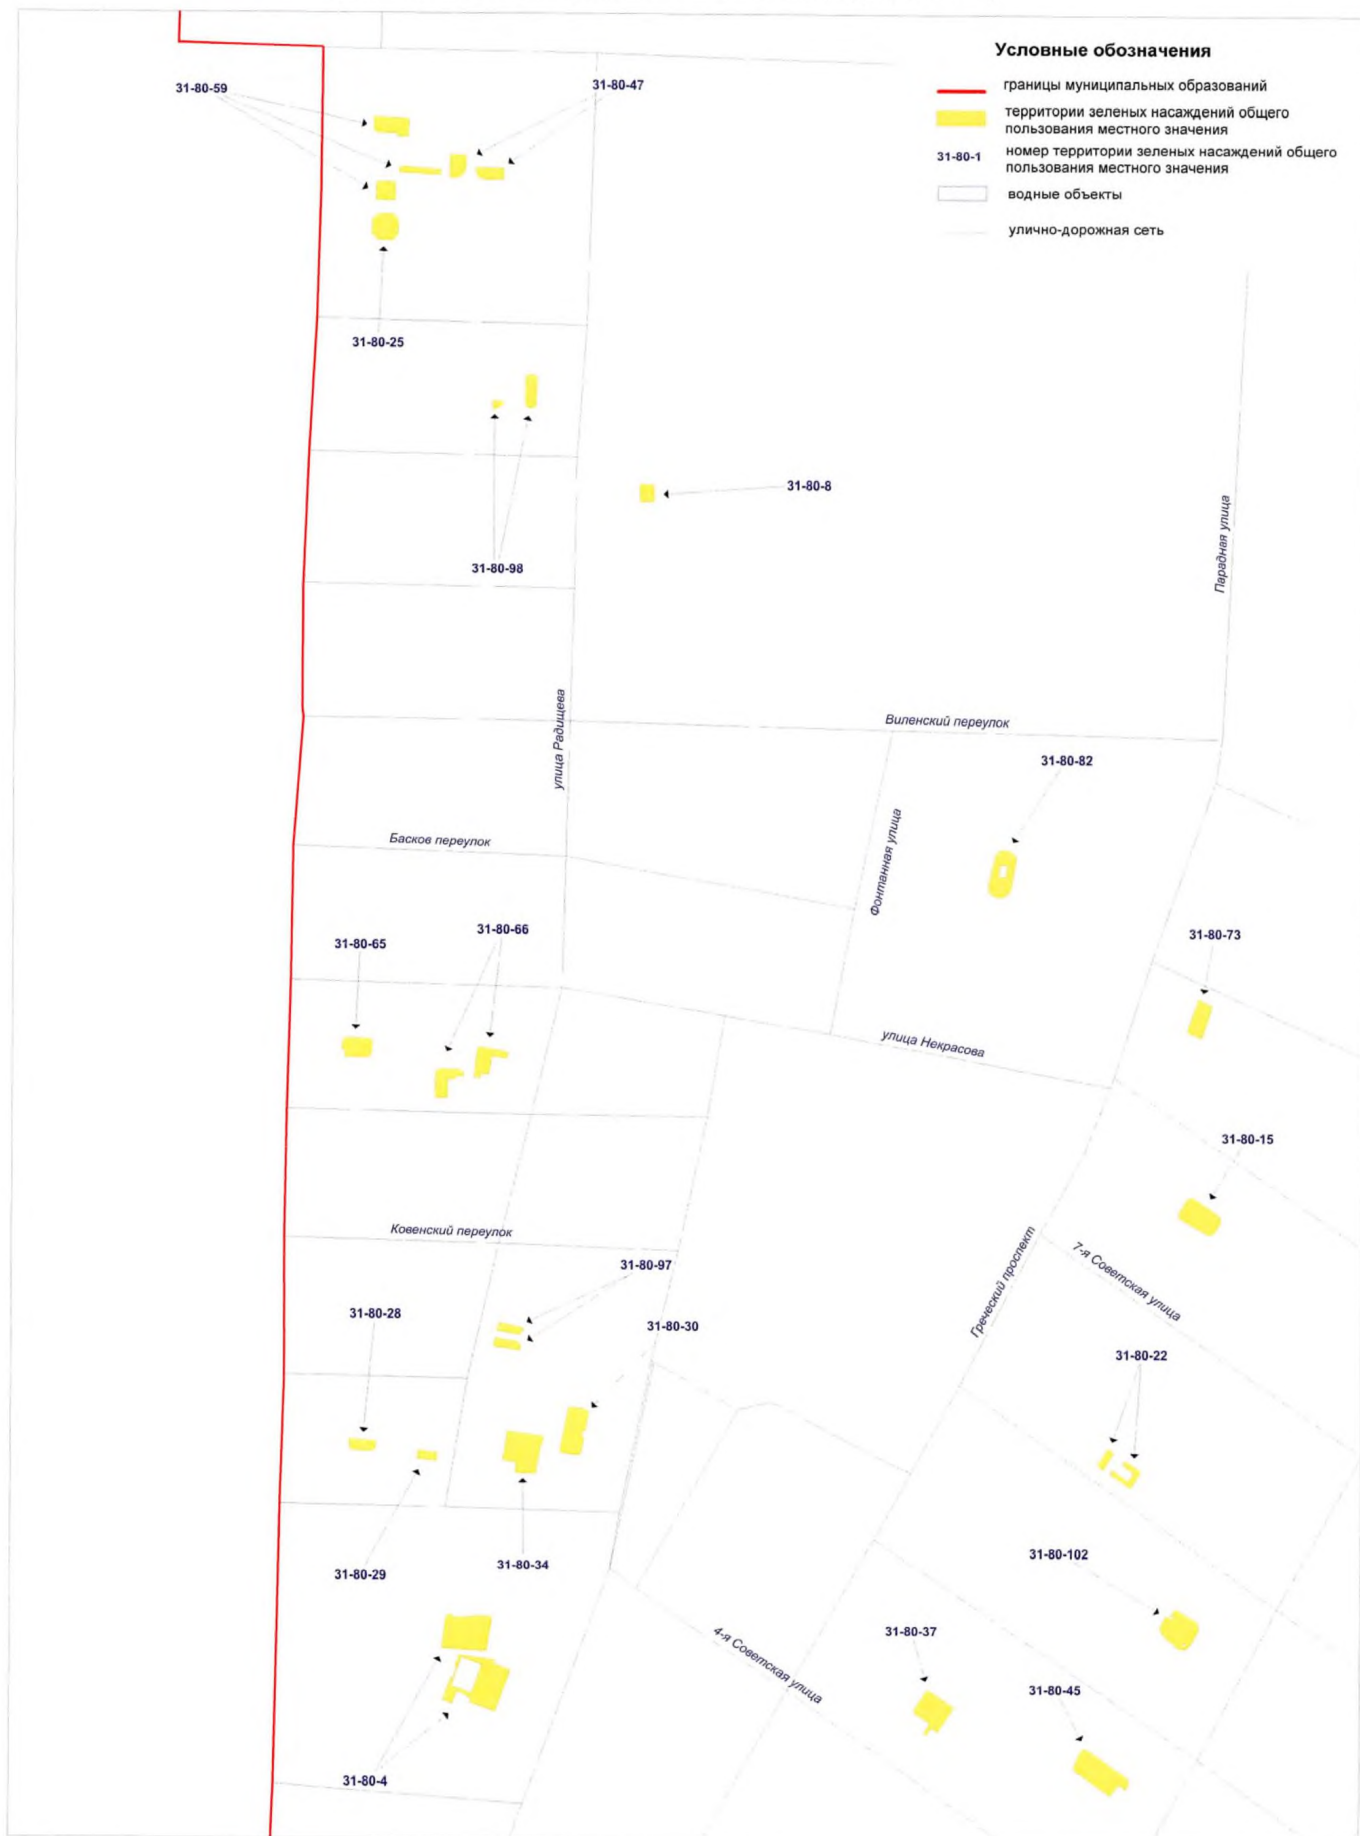 Условные обозначения
границы муниципальных образований
территории зеленых насаждений общего
пользования местного значения
31-80-1
номер территории зеленых насаждений общего
пользования местного значения
водные объекты
улично-дорожная сеть
31-80-59
31-80-47
31-80-25
31-80-98
31-80-8
Парадная улица
улица Радищева
Виленский переулок
31-80-82
Басков переулок
Фонтанная улица
31-80-65
31-80-66
31-80-73
улица Некрасова
31-80-15
Ковенский переулок
31-80-97
Греческий проспект
7-я Советская улица
31-80-28
31-80-30
31-80-22
31-80-29
31-80-34
31-80-102
4-я Советская улица
31-80-37
31-80-45
31-80-4